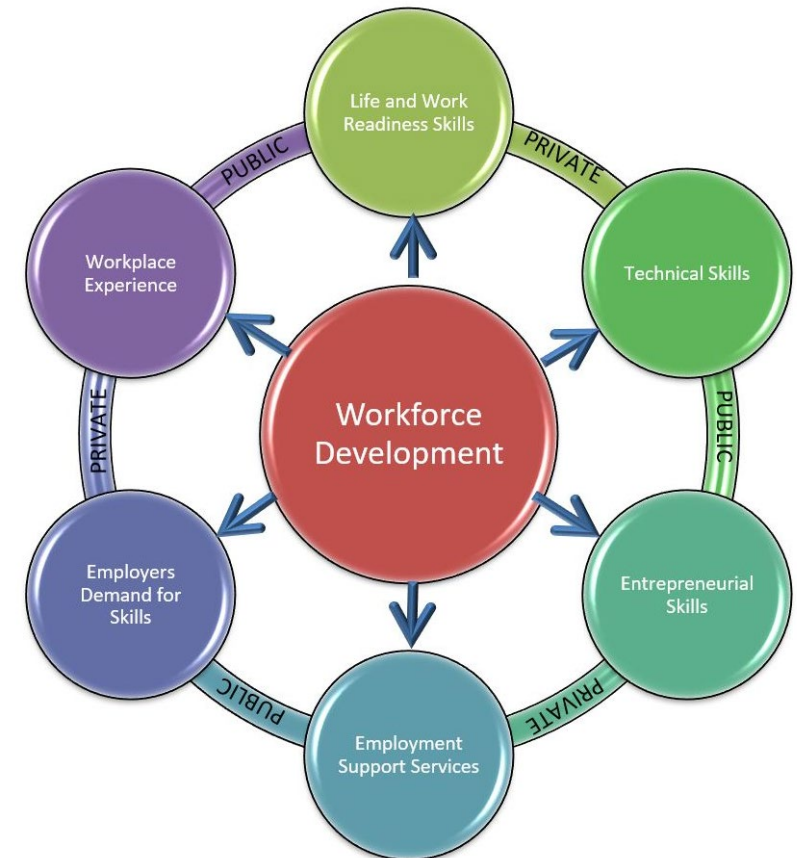 Life and Work
Readiness Skills
PRIVATE
Technical Skills
PUBLIC
Entrepreneurial
Skills
PRIVATE
Employment
Support Services
PUBLIC
Employers
Demand for
Skills
PRIVATE
Workplace
Experience
PUBLIC
Workforce
Development